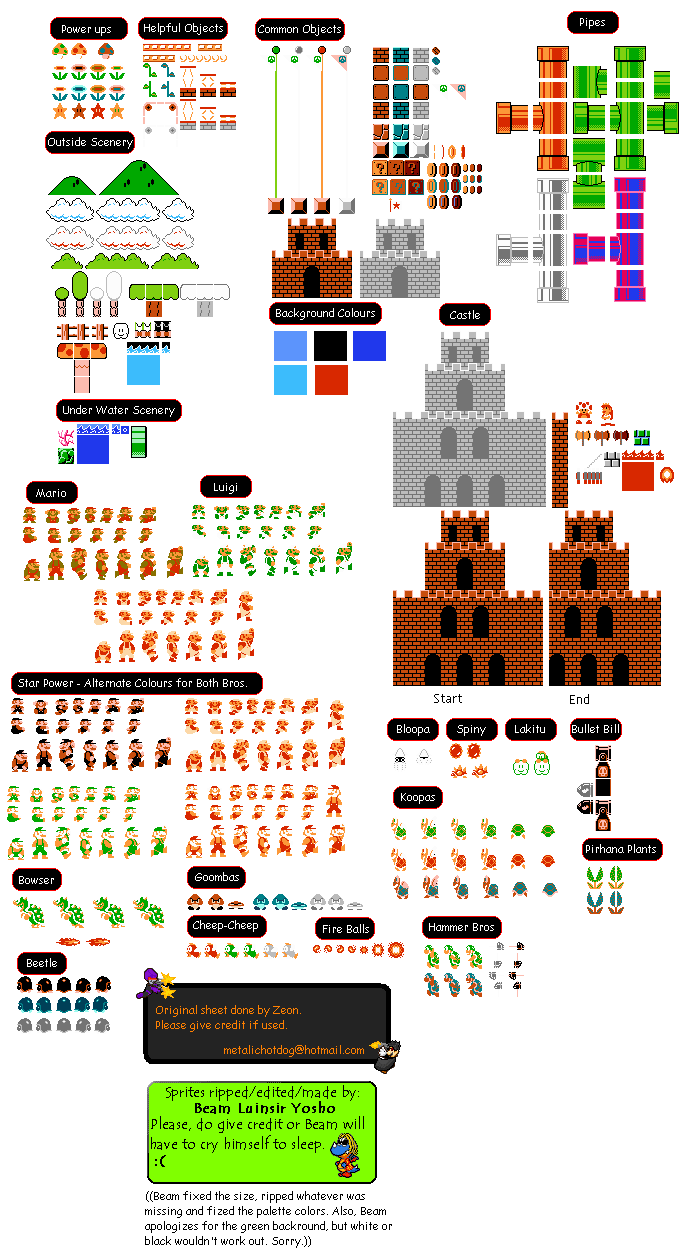 Power ups
Helpful Objects
Common Objects
Pipes
Outside Scenery
Background Colours
Castle
Under Water Scenery
Mario
Luigi
Star Power - Alternate Colours for Both Bros.
Start
End
Bloopa
Spiny
Lakitu
Bullet Bill
Koopas
Pirhana Plants
Bowser
Goombas
Cheep-Cheep
Fire Balls
Hammer Bros
Beetle
Original sheet done by Zeon.
Please give credit if used.
metalichotdog@hotmail.com
Sprites ripped/edited/made by:
Beam Luinsir Yosho
Please, do give credit or Beam will
have to cry himself to sleep.
:(
((Beam fixed the size, ripped whatever was
missing and fized the palette colors. Also, Beam
apologizes for the green backround, but white or
black wouldn't work out. Sorry.))